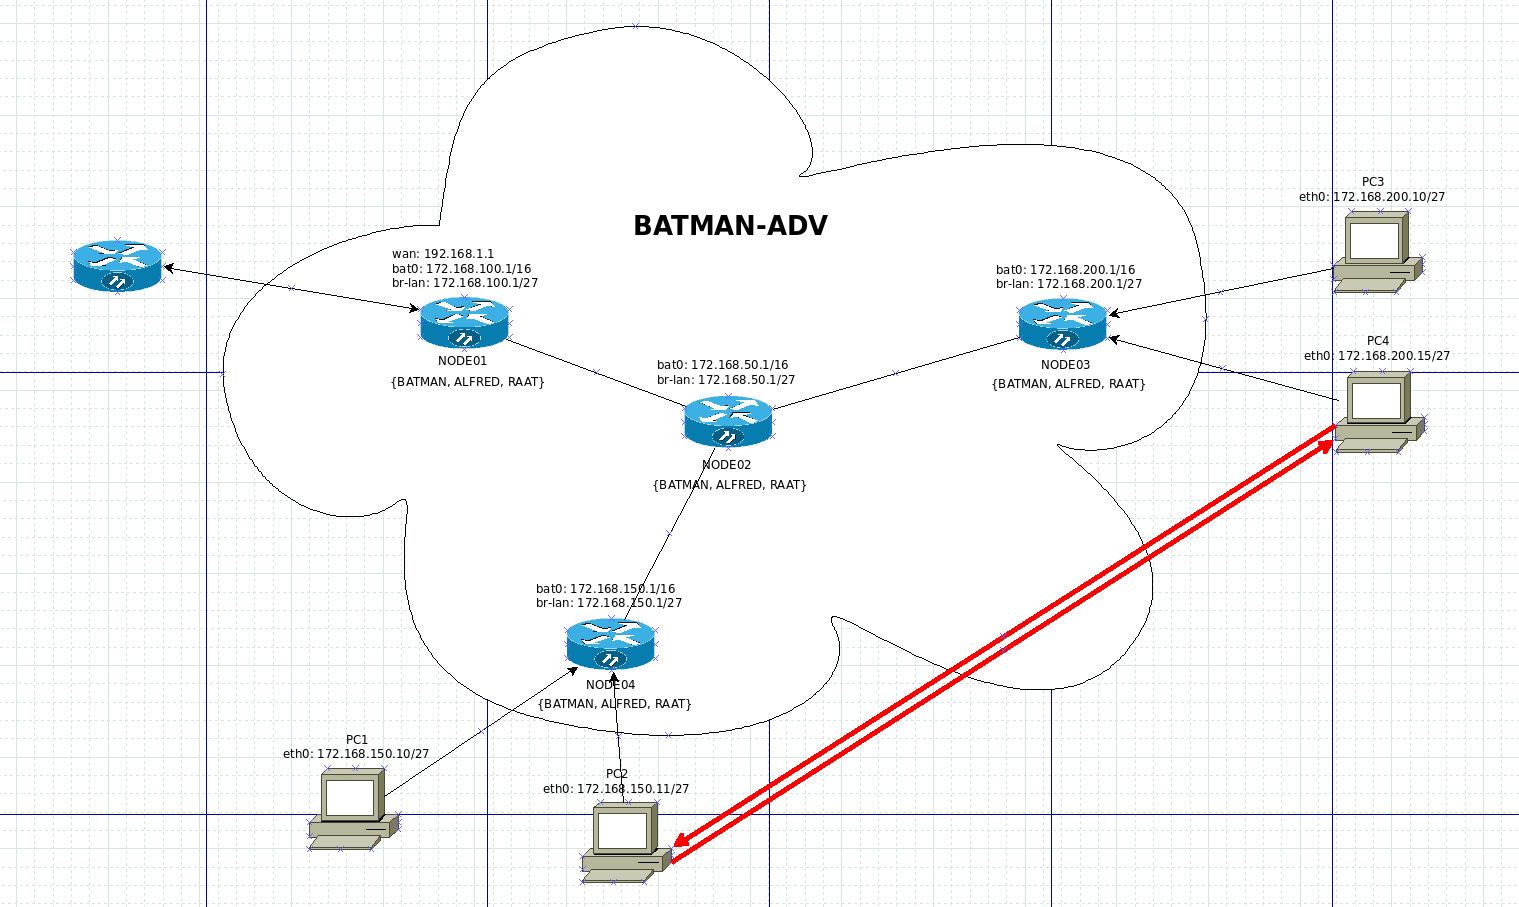 BATMAN-ADV
wan: 192.168.1.1
bat0: 172.168.100.1/16
br-lan: 172.168.100.1/27
NODE01
{BATMAN, ALFRED, RAAT}
bat0: 172.168.50.1/16
br-lan: 172.168.50.1/27
NODE02
{BATMAN, ALFRED, RAAT}
bat0: 172.168.200.1/16
br-lan: 172.168.200.1/27
NODE03
{BATMAN, ALFRED, RAAT}
PC3
eth0: 172.168.200.10/27
PC4
eth0: 172.168.200.15/27
bat0: 172.168.150.1/16
br-lan: 172.168.150.1/27
NODE04
{BATMAN, ALFRED, RAAT}
PC1
eth0: 172.168.150.10/27
PC2
eth0: 172.168.150.11/27